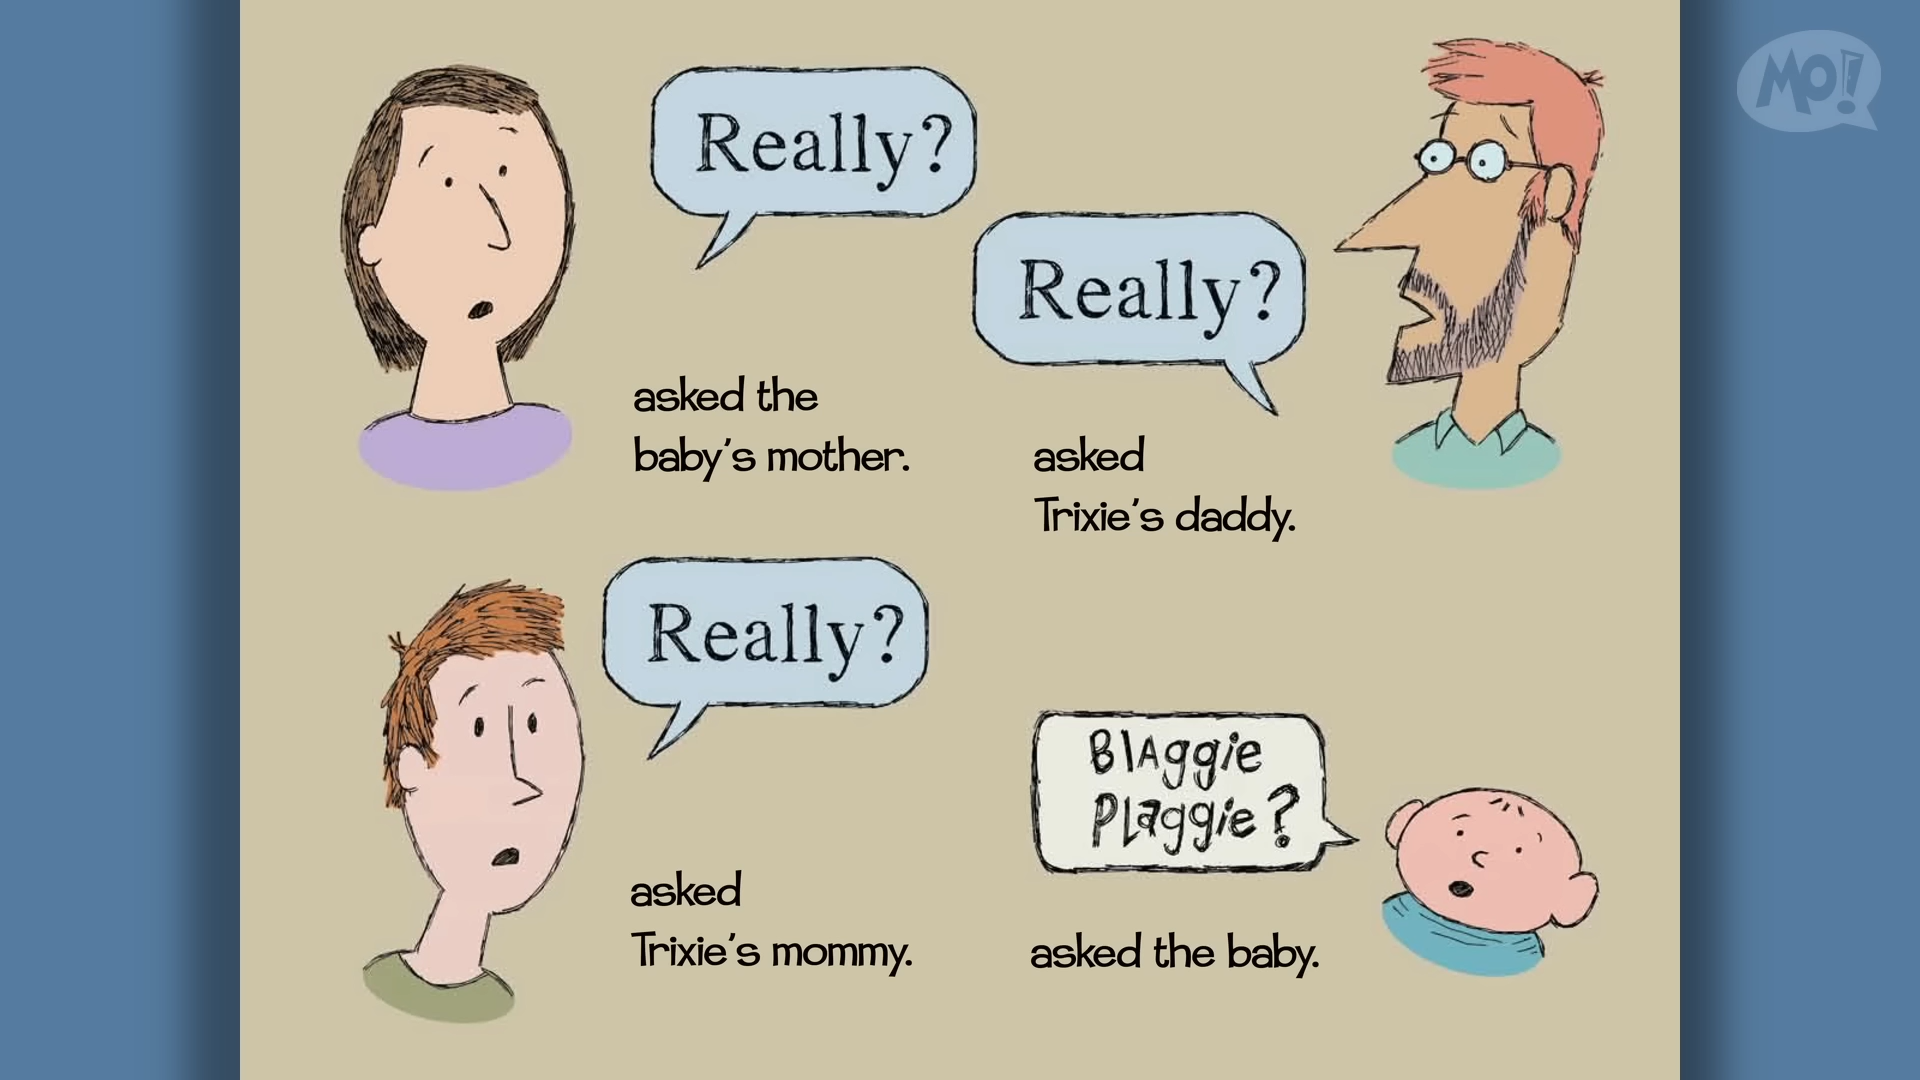 Really?
asked the
baby's mother.
Really?
asked
Trixie's daddy.
Really?
asked
Trixie's mommy.
BlAggie
PlAggie?
asked the baby.
MO!